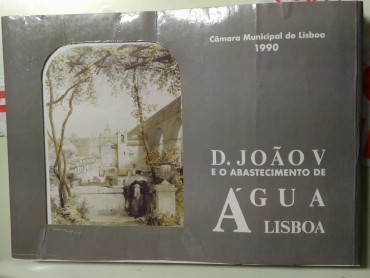 Câmara Municipal de Lisboa
1990
D. JOÃO V
E O ABASTECIMENTO DE
ÁGUA
LISBOA